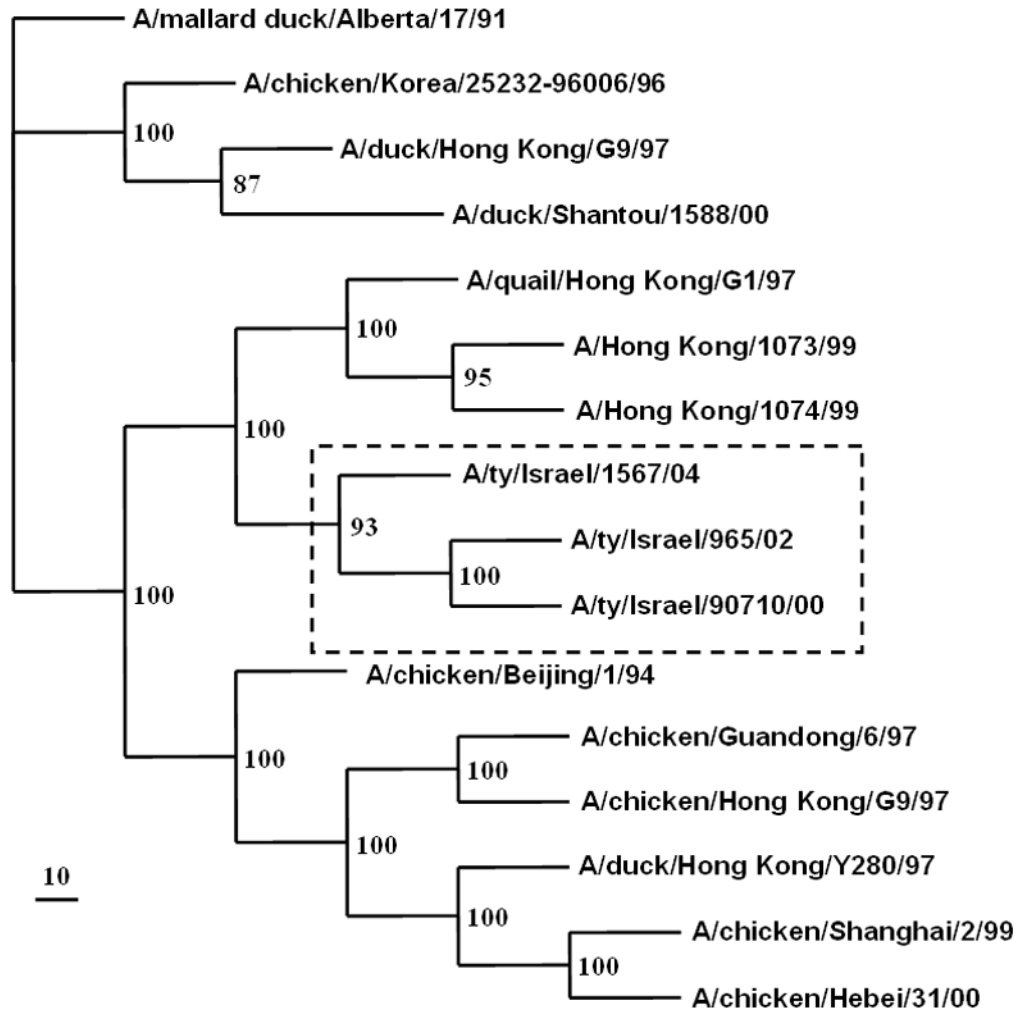 A/mallard duck/Alberta/17/91
A/chicken/Korea/25232-96006/96
100
A/duck/Hong Kong/G9/97
87
A/duck/Shantou/1588/00
A/quail/Hong Kong/G1/97
100
A/Hong Kong/1073/99
95
A/Hong Kong/1074/99
100
A/ty/Israel/1567/04
93
A/ty/Israel/965/02
100
A/ty/Israel/90710/00
100
A/chicken/Beijing/1/94
A/chicken/Guandong/6/97
100
100
A/chicken/Hong Kong/G9/97
100
A/duck/Hong Kong/Y280/97
10
100
A/chicken/Shanghai/2/99
100
A/chicken/Hebei/31/00